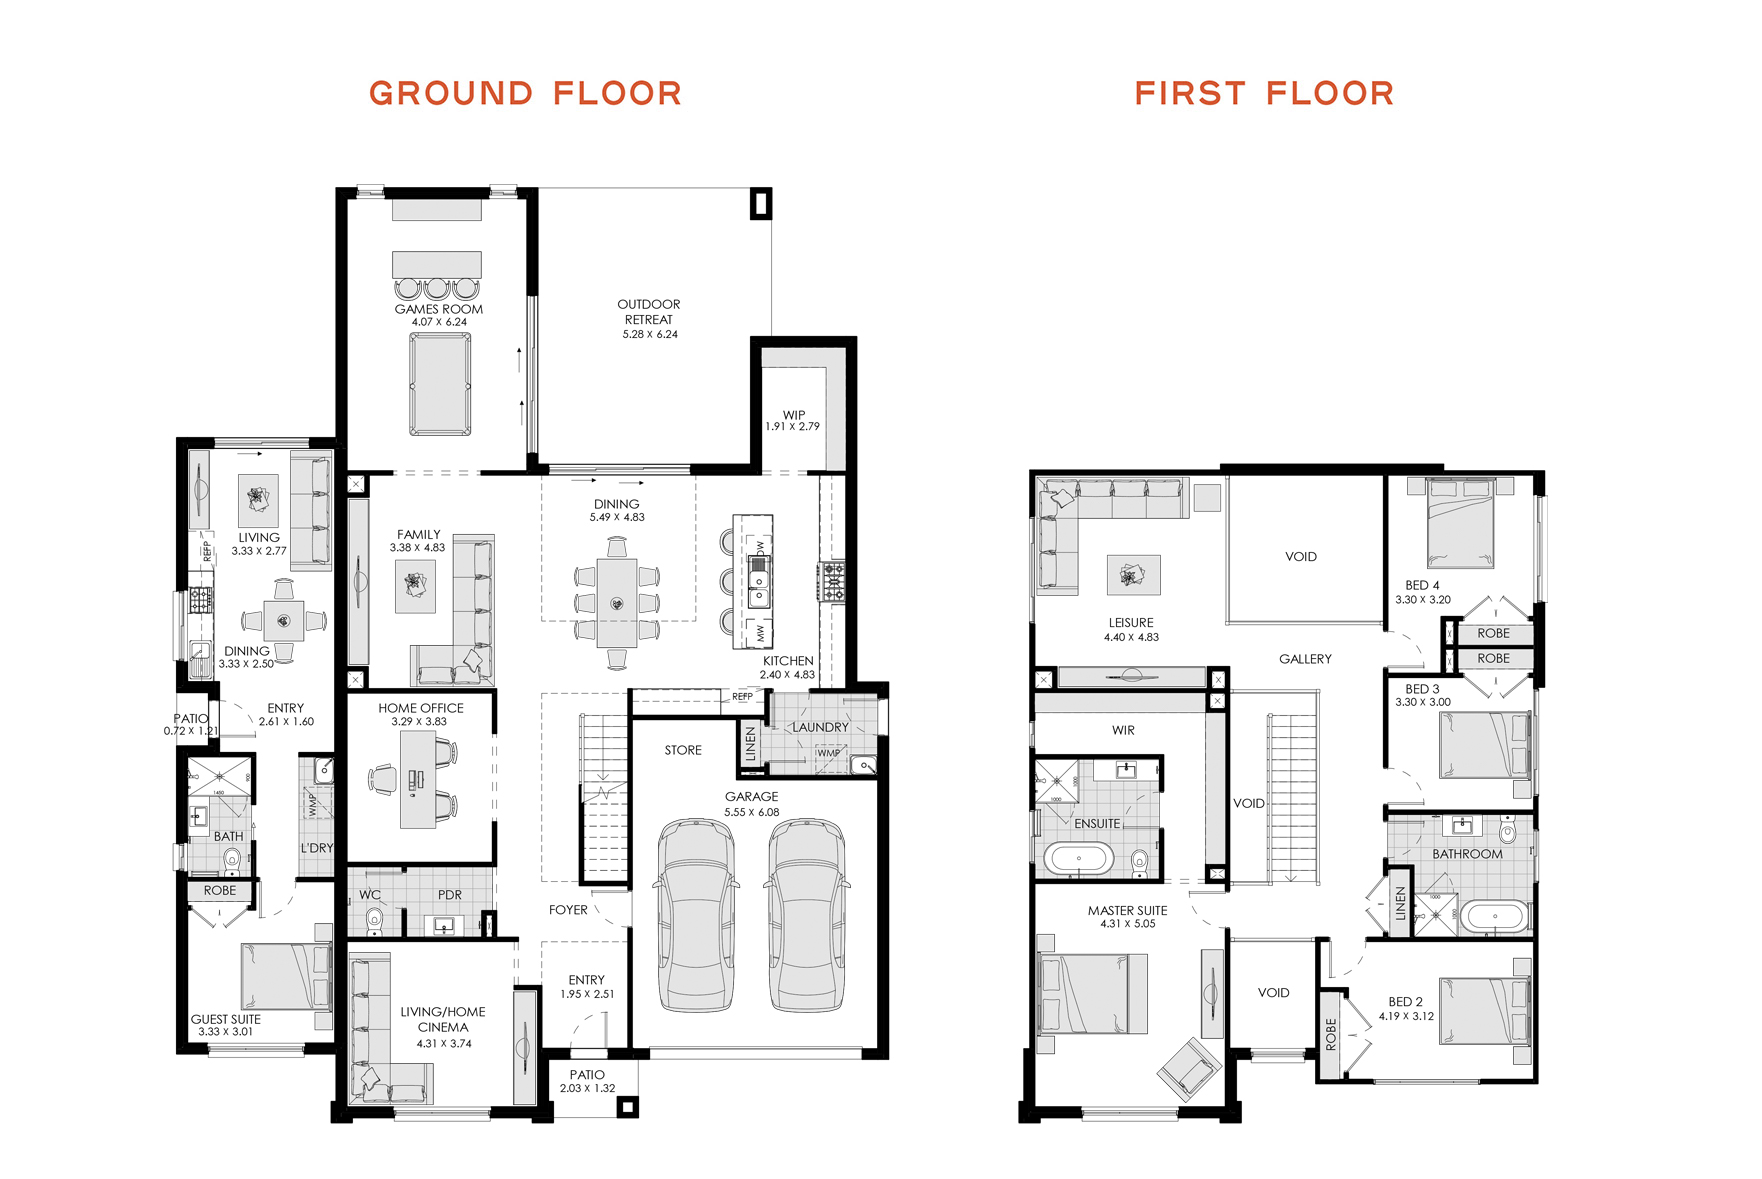 GROUND FLOOR
GAMES ROOM
4.07 X 6.24
OUTDOOR
RETREAT
5.28 X 6.24
WIP
1.91 X 2.79
LIVING
3.33 X 2.77
REFP
DINING
3.33 X 2.50
FAMILY
3.38 X 4.83
DINING
5.49 X 4.83
DW
MW
KITCHEN
2.40 X 4.83
REFP
PATIO
0.72 X 1.21
ENTRY
2.61 X 1.60
HOME OFFICE
3.29 X 3.83
STORE
LINEN
LAUNDRY
WMP
900
1450
BATH
WMP
L'DRY
GARAGE
5.55 X 6.08
ROBE
WC
PDR
FOYER
GUEST SUITE
3.33 X 3.01
LIVING/HOME
CINEMA
4.31 X 3.74
ENTRY
1.95 X 2.51
PATIO
2.03 X 1.32
FIRST FLOOR
VOID
LEISURE
4.40 X 4.83
BED 4
3.30 X 3.20
ROBE
ROBE
GALLERY
BED 3
3.30 X 3.00
WIR
1000
1000
ENSUITE
VOID
BATHROOM
LINEN
1000
1000
MASTER SUITE
4.31 X 5.05
VOID
ROBE
BED 2
4.19 X 3.12